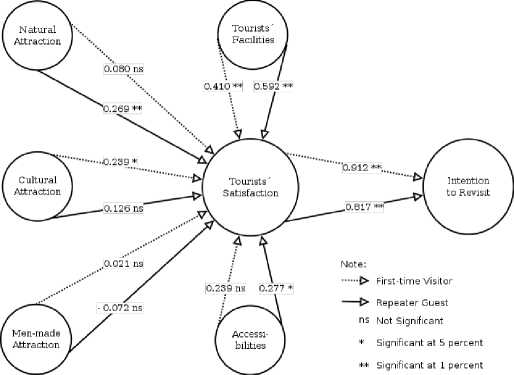 Natural
Attraction
Tourists´
Facilities
0.080 ns
0.410 **
0.592 **
0.269 **
Cultural
Attraction
0.239 *
0.126 ns
Tourists´
Satisfaction
0.912 **
0.817 **
Intention
to Revisit
0.021 ns
- 0.072 ns
0.239 ns
0.277 *
Men-made
Attraction
Accessi-
bilities
Note:
First-time Visitor
Repeater Guest
ns Not Significant
* Significant at 5 percent
** Significant at 1 percent